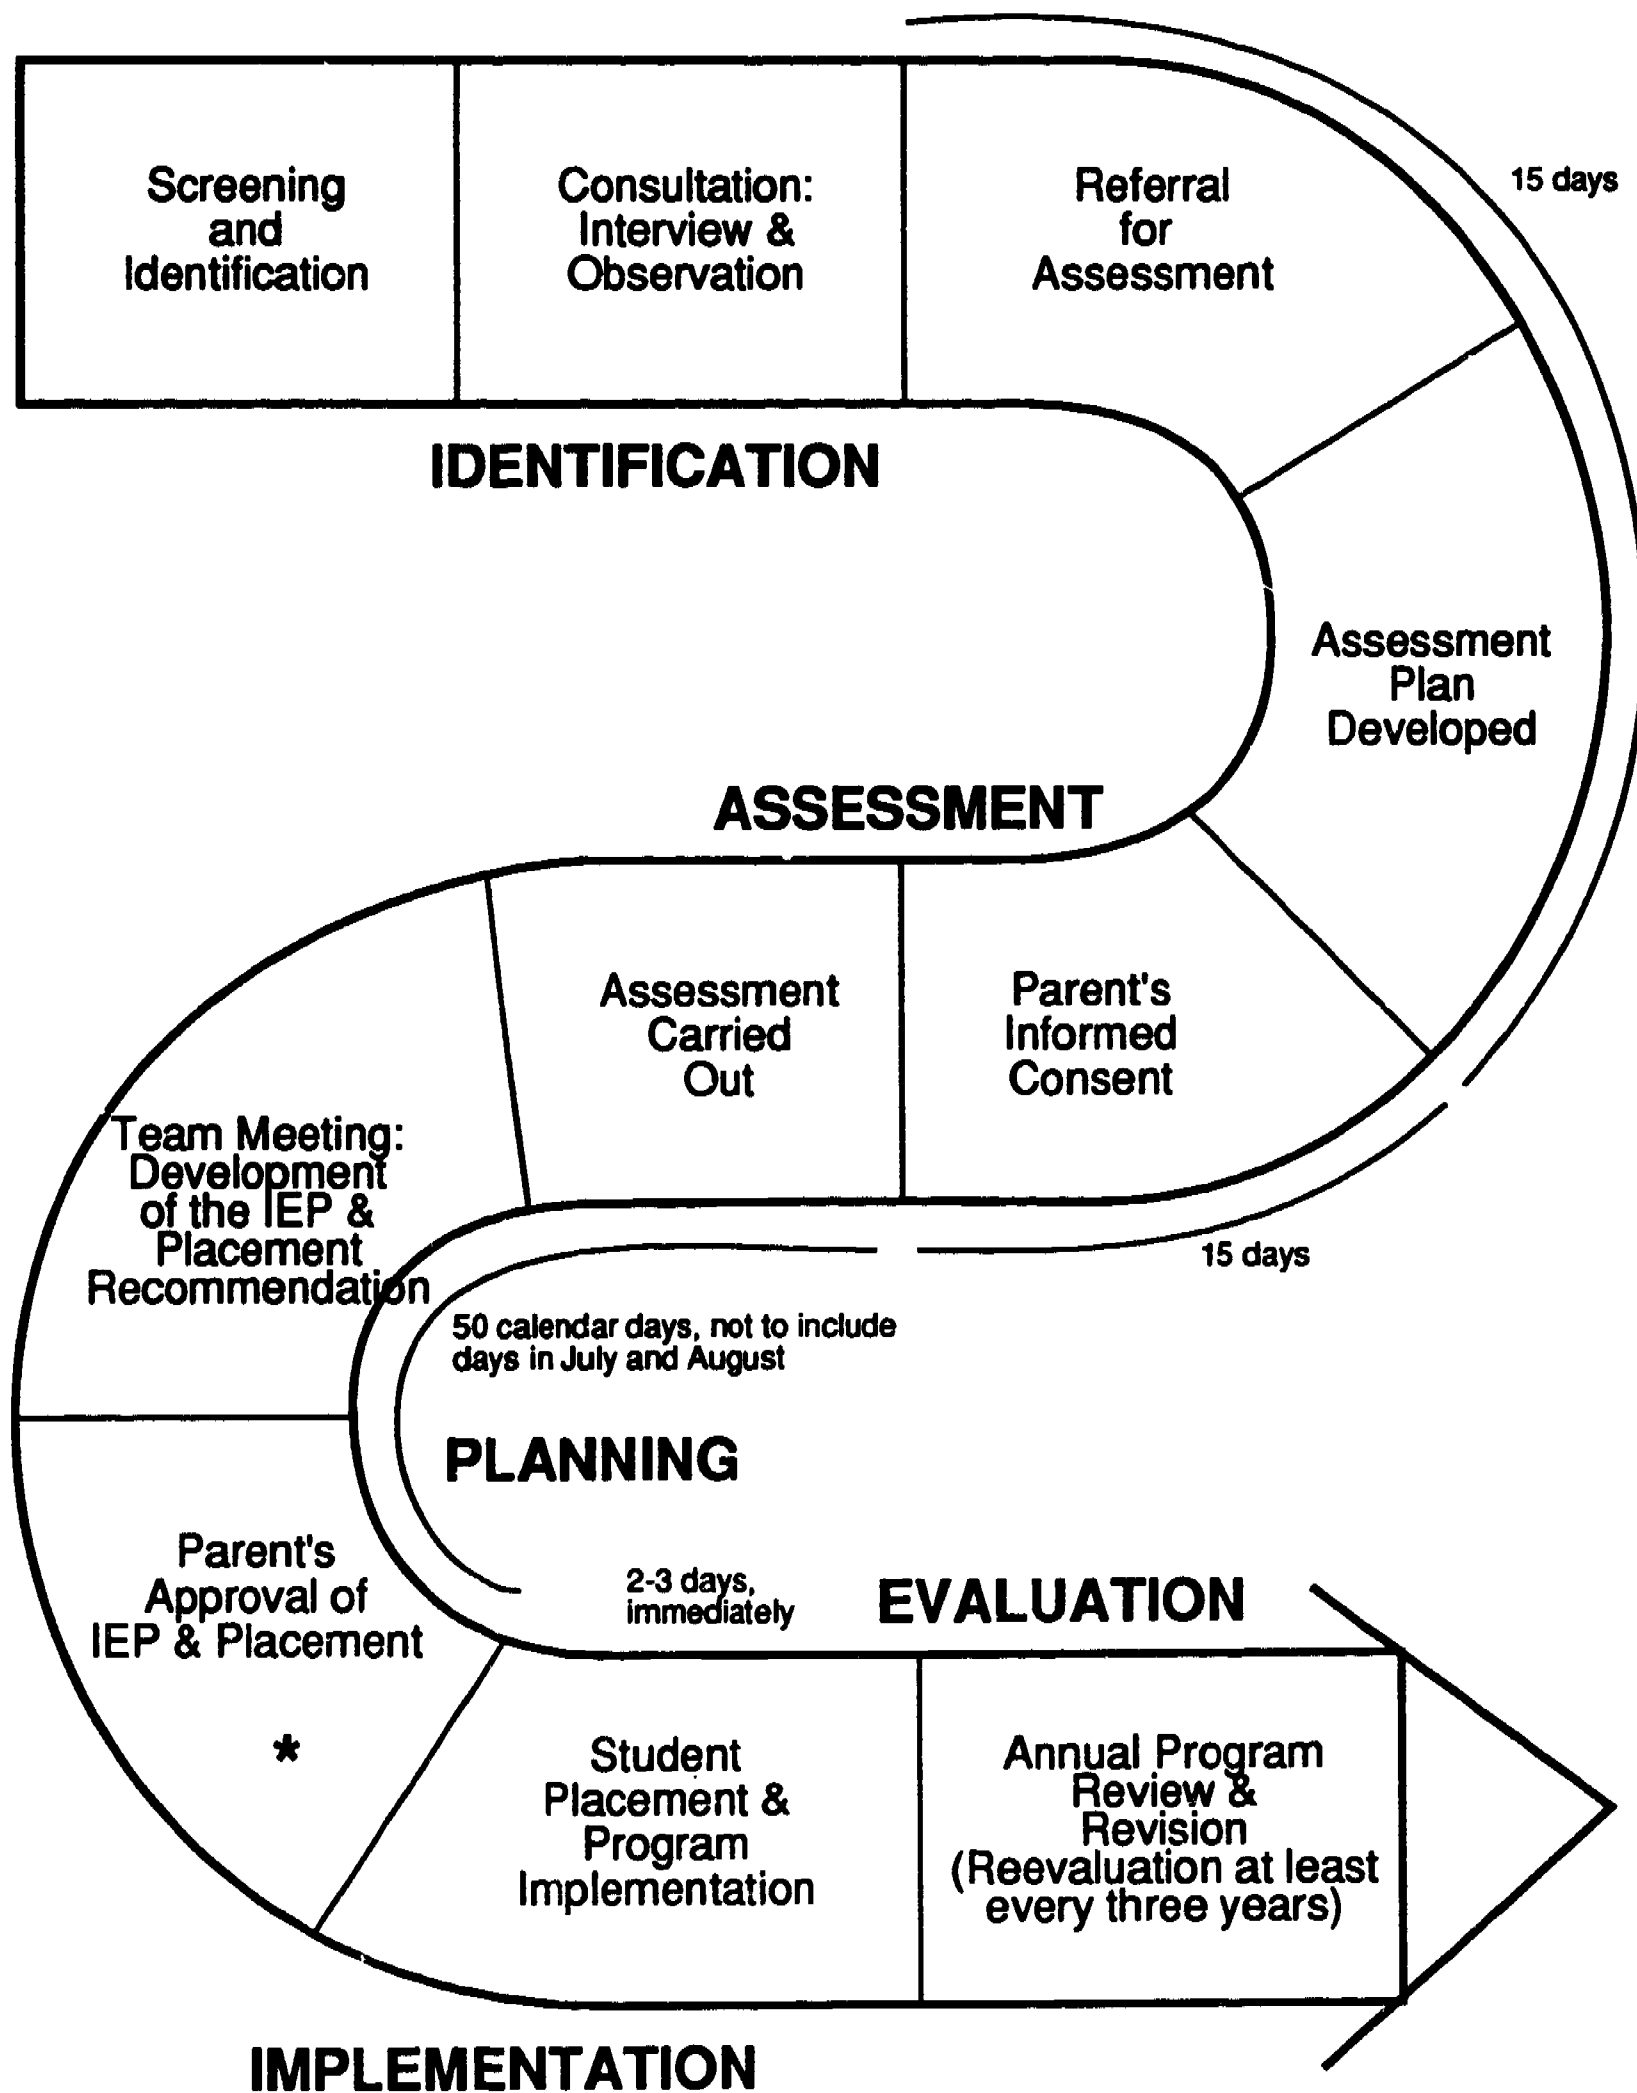 Screening
and
Identification
Consultation:
Interview &
Observation
Referral
for
Assessment
15 days
IDENTIFICATION
Assessment
Plan
Developed
ASSESSMENT
Parent's
Informed
Consent
Assessment
Carried
Out
15 days
Team Meeting:
Development
of the IEP &
Placement
Recommendation
50 calendar days, not to include
days in July and August
PLANNING
Parent's
Approval of
IEP & Placement
*
2-3 days,
immediately
EVALUATION
Student
Placement &
Program
Implementation
Annual Program
Review &
Revision
(Reevaluation at least
every three years)
IMPLEMENTATION